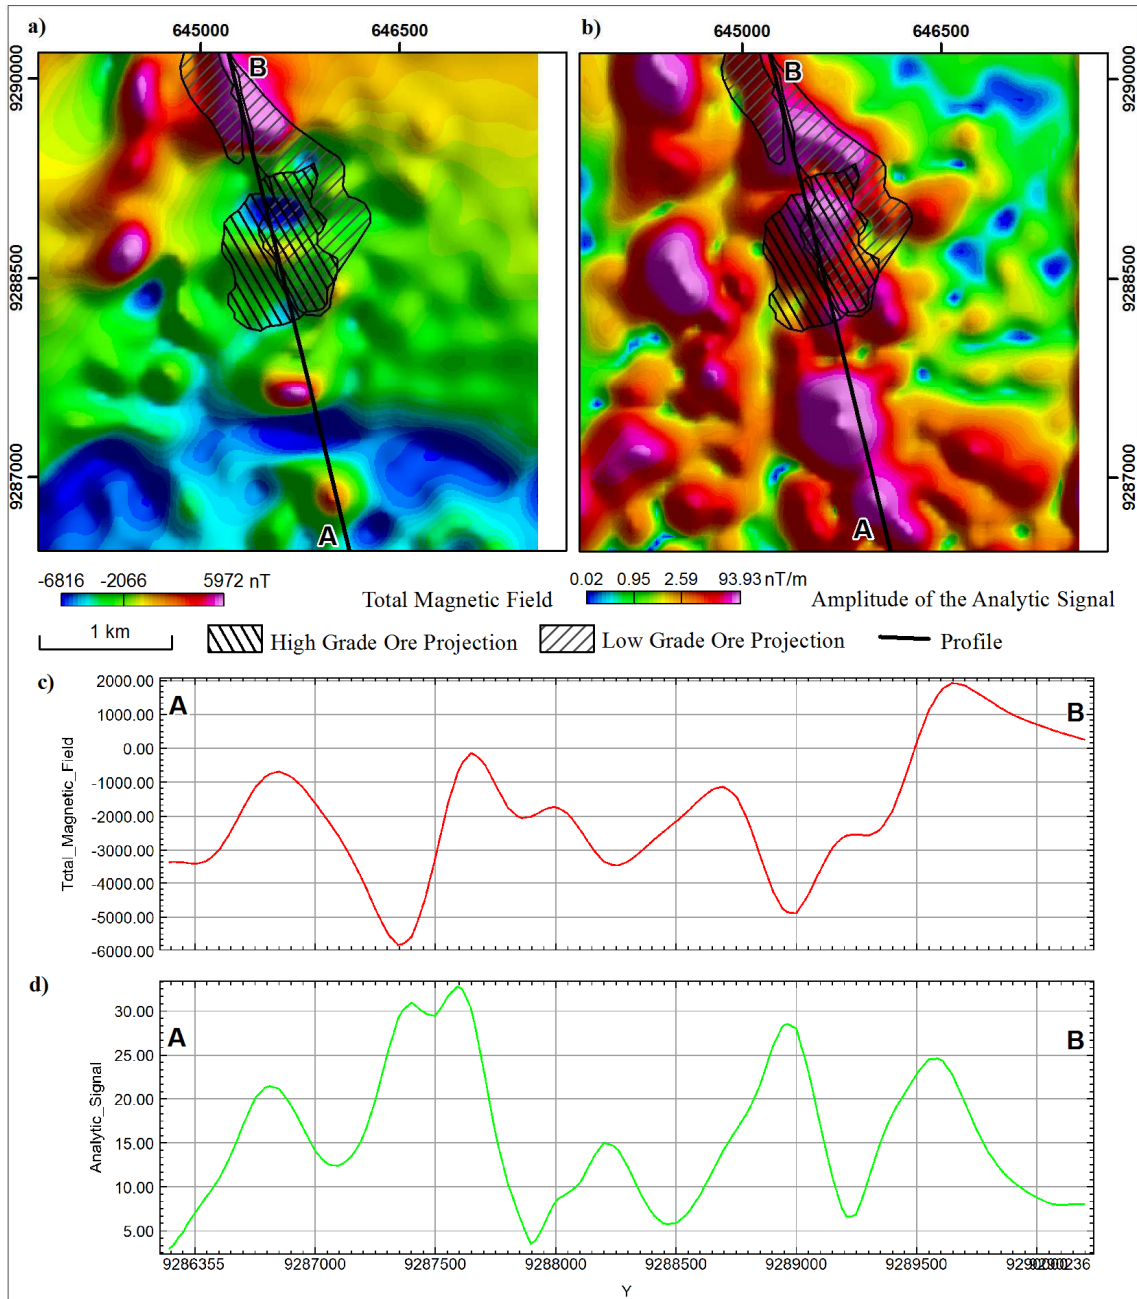 a)
645000
646500
b)
645000
646500
9290000
9288500
9287000
B
A
B
A
9290000
9288500
9287000
-6816 -2066 5972 nT
Total Magnetic Field
0.02 0.95 2.59 93.93 nT/m
Amplitude of the Analytic Signal
1 km
High Grade Ore Projection
Low Grade Ore Projection
Profile
c)
A
B
Total_Magnetic_Field
2000.00
1000.00
0.00
-1000.00
-2000.00
-3000.00
-4000.00
-5000.00
-6000.00
d)
A
B
Analytic_Signal
30.00
25.00
20.00
15.00
10.00
5.00
9286355 9287000 9287500 9288000 9288500 9289000 9289500
Y